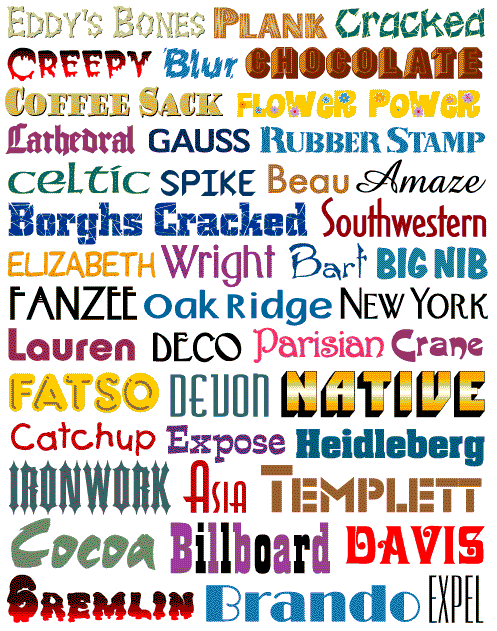 EDDY'S BONES PLANK Cracked
CREEPY Blur CHOCOLATE
COFFEE SACK FLOWER POWER
Cathedral GAUSS RUBBER STAMP
celtic SPIKE Beau Amaze
Borghs Cracked Southwestern
ELIZABETH Wright Bart BIG NIB
FANZEE Oak Ridge NEW YORK
Lauren DECO Parisian Crane
FATSO DEVON NATIVE
Catchup Expose Heidleberg
IRONWORK ASIA TEMPLETT
Cocoa Billboard DAVIS
GREMLIN Brando EXPEL